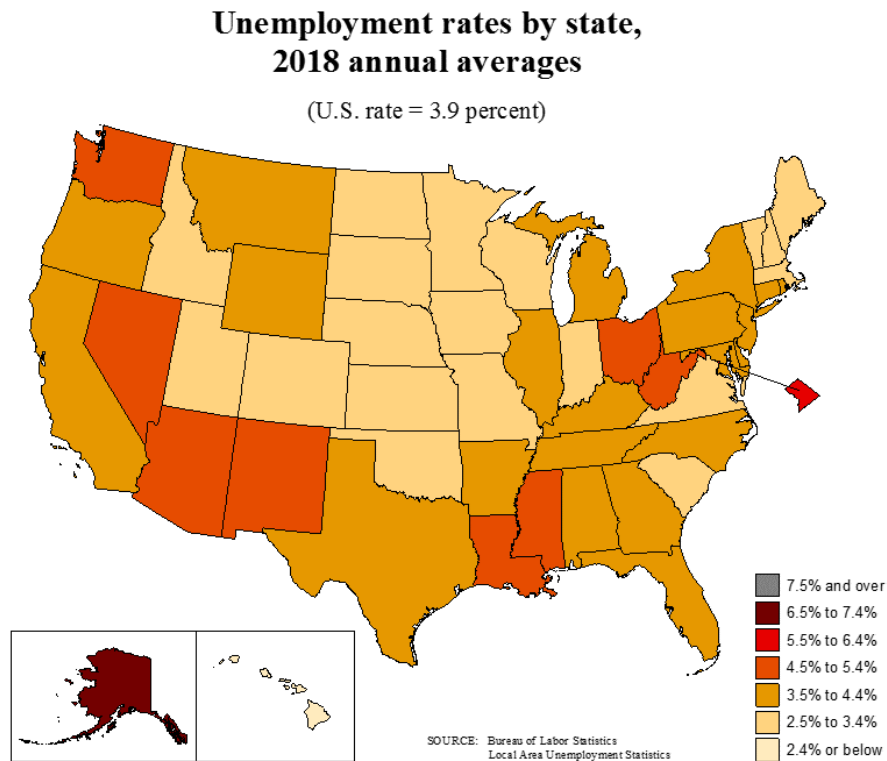 Unemployment rates by state,
2018 annual averages
(U.S. rate = 3.9 percent)
7.5% and over
6.5% to 7.4%
5.5% to 6.4%
4.5% to 5.4%
3.5% to 4.4%
2.5% to 3.4%
2.4% or below
SOURCE: Bureau of Labor Statistics
Local Area Unemployment Statistics